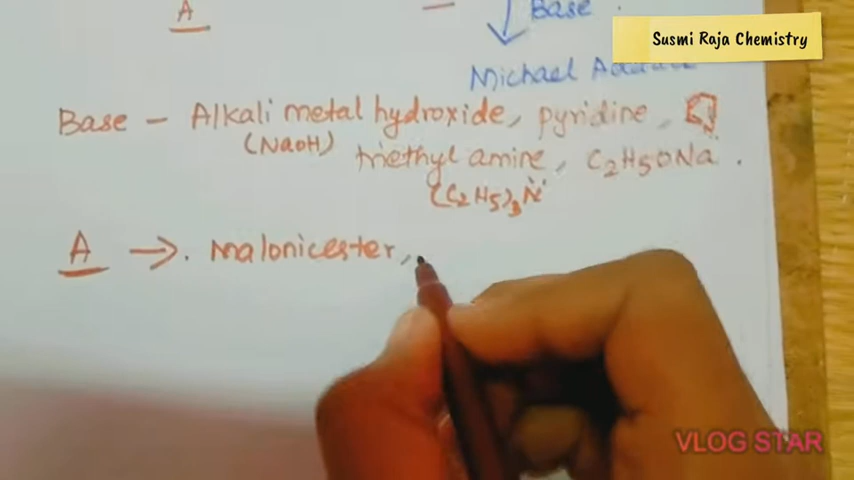 A
Base.
Susmi Raja Chemistry
Michael
Base - Alkali metal hydroxide, pyridine,
(NaOH)
triethyl amine, C2H5ONa.
(C2H5)3N
A →. Malonicester,
VLOG STAR